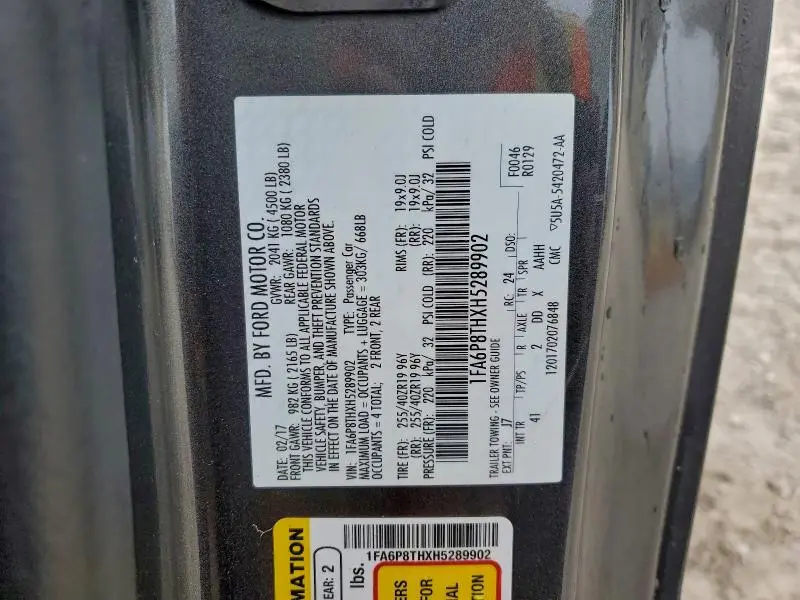 MFD. BY FORD MOTOR CO.
DATE: 02/17 GVWR: 2041 KG ( 4500 LB)
FRONT GAWR: 982 KG ( 2165 LB) REAR GAWR: 1080 KG ( 2380 LB)
THIS VEHICLE CONFORMS TO ALL APPLICABLE FEDERAL MOTOR
VEHICLE SAFETY, BUMPER, AND THEFT PREVENTION STANDARDS
IN EFFECT ON THE DATE OF MANUFACTURE SHOWN ABOVE.
VIN: 1FA6P8THXH5289902 TYPE: Passenger Car
MAXIMUM LOAD = OCCUPANTS + LUGGAGE = 303KG/ 668LB
OCCUPANTS = 4 TOTAL: 2 FRONT, 2 REAR
TIRE (FR): 255/40ZR19 96Y RIMS (FR): 19x9.0J
(RR): 255/40ZR19 96Y (RR): 19x9.0J
PRESSURE (FR): 220 kPa/ 32 PSI COLD (RR): 220 kPa/ 32 PSI COLD
1FA6P8THXH5289902
TRAILER TOWING - SEE OWNER GUIDE F0046
R0129
EXT PNT: J7 RC: 24 DSO:
INT TR TP/PS R AXLE TR SPR
41 2 DD X AAHH
1201702076848 CMC ▽5U5A-5420472-AA
MATION
EAR: 2
lbs.
1FA6P8THXH5289902
ERS
FOR
NAL
TION